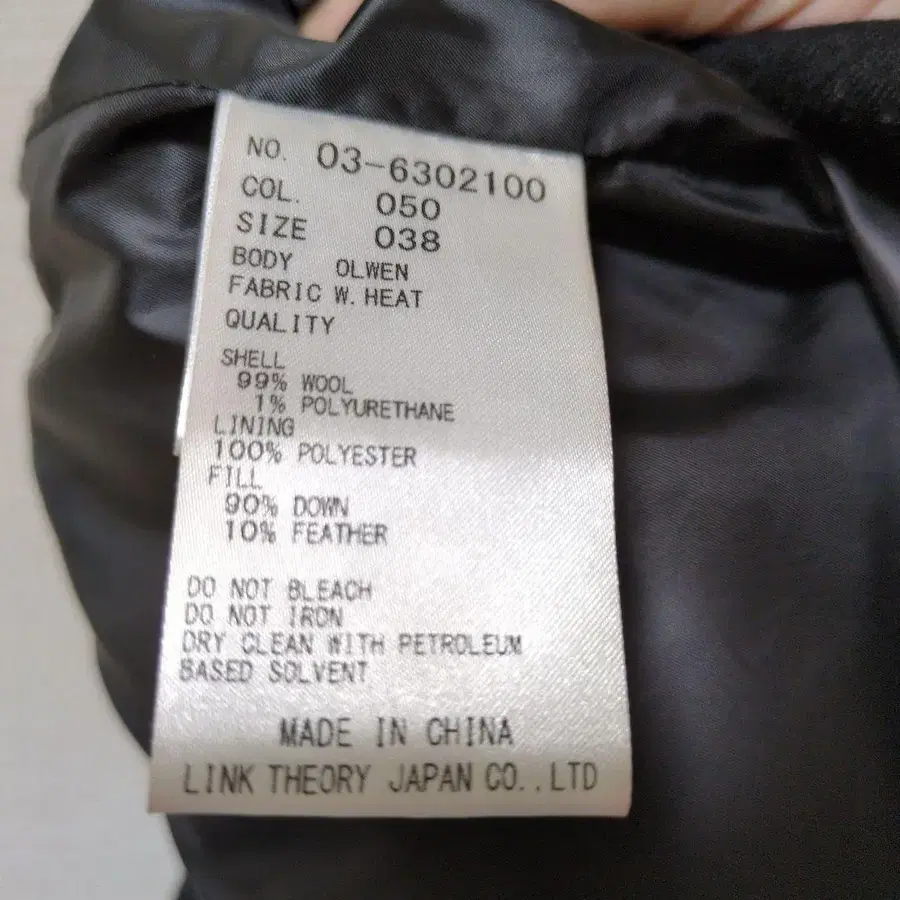 NO. 03-6302100
COL. 050
SIZE 038
BODY OLWEN
FABRIC W. HEAT
QUALITY
SHELL
99% WOOL
1% POLYURETHANE
LINING
100% POLYESTER
FILL
90% DOWN
10% FEATHER
DO NOT BLEACH
DO NOT IRON
DRY CLEAN WITH PETROLEUM
BASED SOLVENT
MADE IN CHINA
LINK THEORY JAPAN CO.,LTD